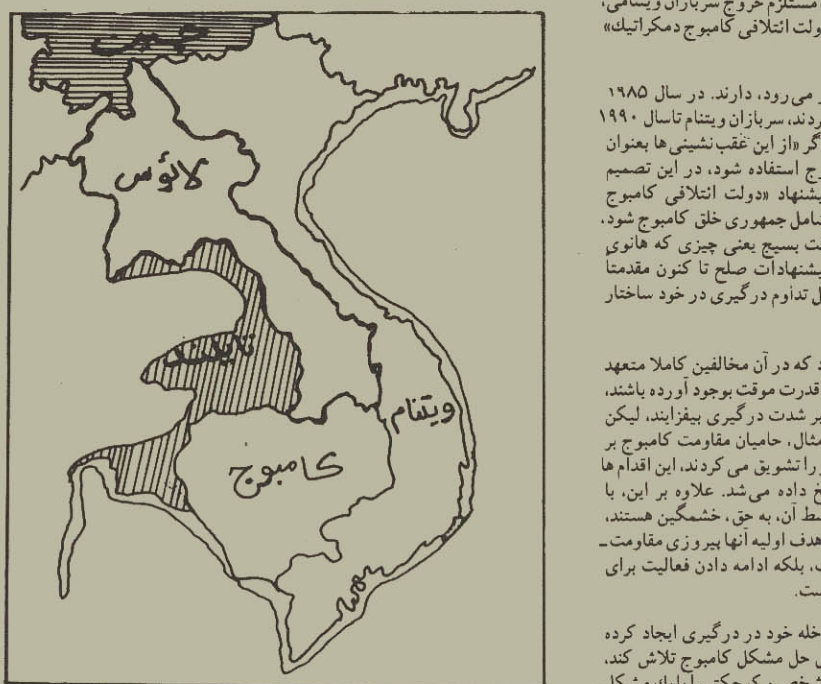 مستلزم خروج سربازان ویتنامی،
دولت ائتلافی کامبوج دمکراتیك»
می‌رود، دارند. در سال ۱۹۸۵
کردند، سربازان ویتنام تاسال ۱۹۹۰
گر «از این عقب‌نشینی‌ها بعنوان
استفاده شود، در این تصمیم
«دولت ائتلافی کامبوج
شامل جمهوری خلق کامبوج شود،
بسیج یعنی چیزی که هانوی
پیشنهادات صلح تا کنون مقدمتاً
تداوم درگیری در خود ساختار
که در آن مخالفین کاملا متعهد
قدرت موقت بوجود آورده باشند،
بر شدت درگیری بیفزایند، لیکن
مثال، حامیان مقاومت کامبوج بر
را تشویق می کردند، این اقدام ها
داده می‌شد. علاوه بر این، با
آن، به حق، خشمگین هستند،
هدف اولیه آنها پیروزی مقاومت ـ
بلکه ادامه دادن فعالیت برای
خود در درگیری ایجاد کرده
حل مشکل کامبوج تلاش کند،
چین
لائوس
تایلند
ویتنام
کامبوج